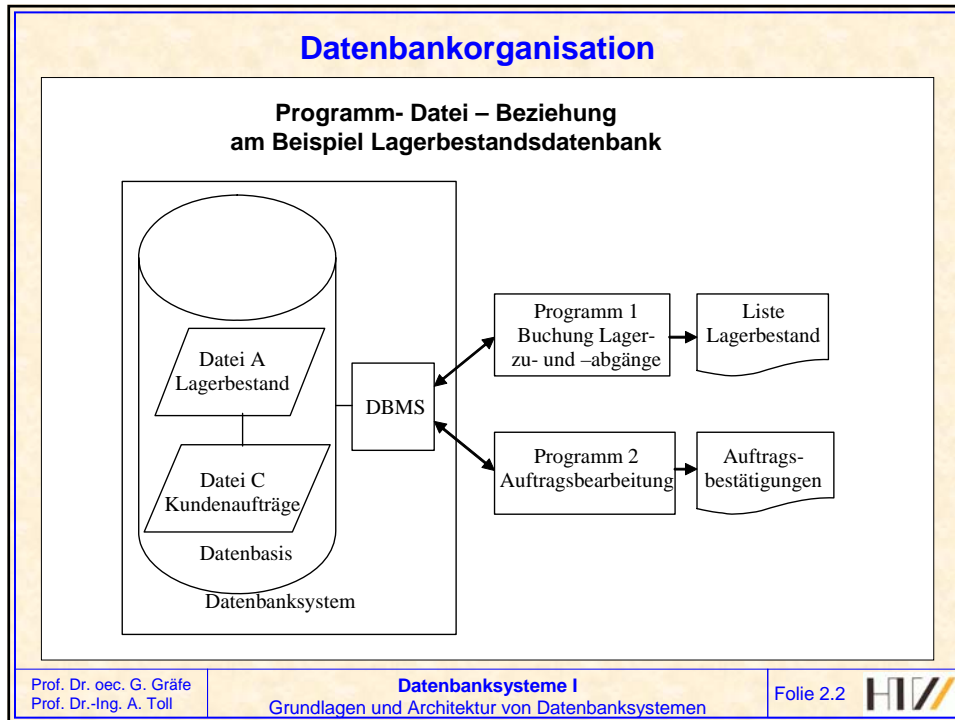 Datenbankorganisation
Programm- Datei – Beziehung
am Beispiel Lagerbestandsdatenbank
Datei A
Lagerbestand
Datei C
Kundenaufträge
Datenbasis
Datenbanksystem
DBMS
Programm 1
Buchung Lager-
zu- und –abgänge
Liste
Lagerbestand
Programm 2
Auftragsbearbeitung
Auftrags-
bestätigungen
Prof. Dr. oec. G. Gräfe
Prof. Dr.-Ing. A. Toll
Datenbanksysteme I
Grundlagen und Architektur von Datenbanksystemen
Folie 2.2
HTW